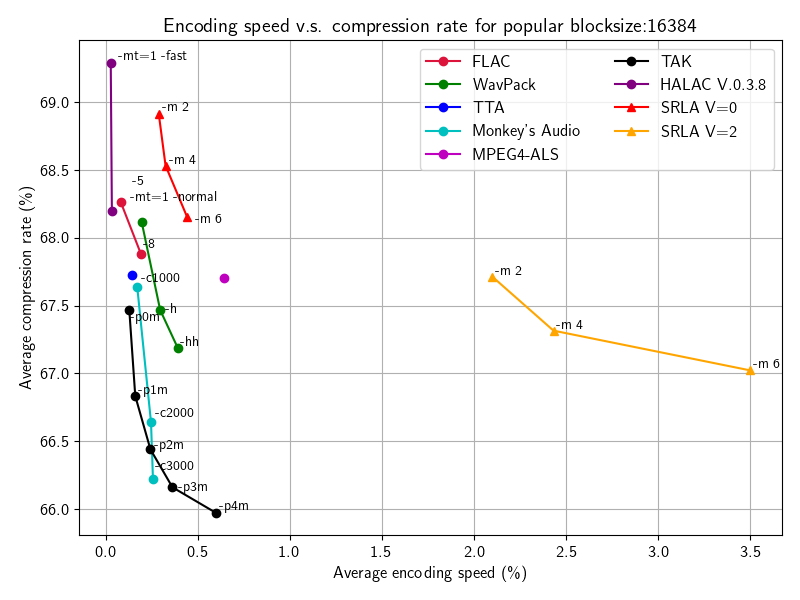 Encoding speed v.s. compression rate for popular blocksize:16384
-mt=1 -fast
-m 2
-m 4
-5
-mt=1 -normal
-m 6
-8
-c1000
-m 2
-h
-p0m
-m 4
-hh
-m 6
-p1m
-c2000
-p2m
-c3000
-p3m
-p4m
FLAC
WavPack
TTA
Monkey's Audio
MPEG4-ALS
TAK
HALAC V.0.3.8
SRLA V=0
SRLA V=2
69.0
68.5
68.0
67.5
67.0
66.5
66.0
Average compression rate (%)
0.0 0.5 1.0 1.5 2.0 2.5 3.0 3.5
Average encoding speed (%)